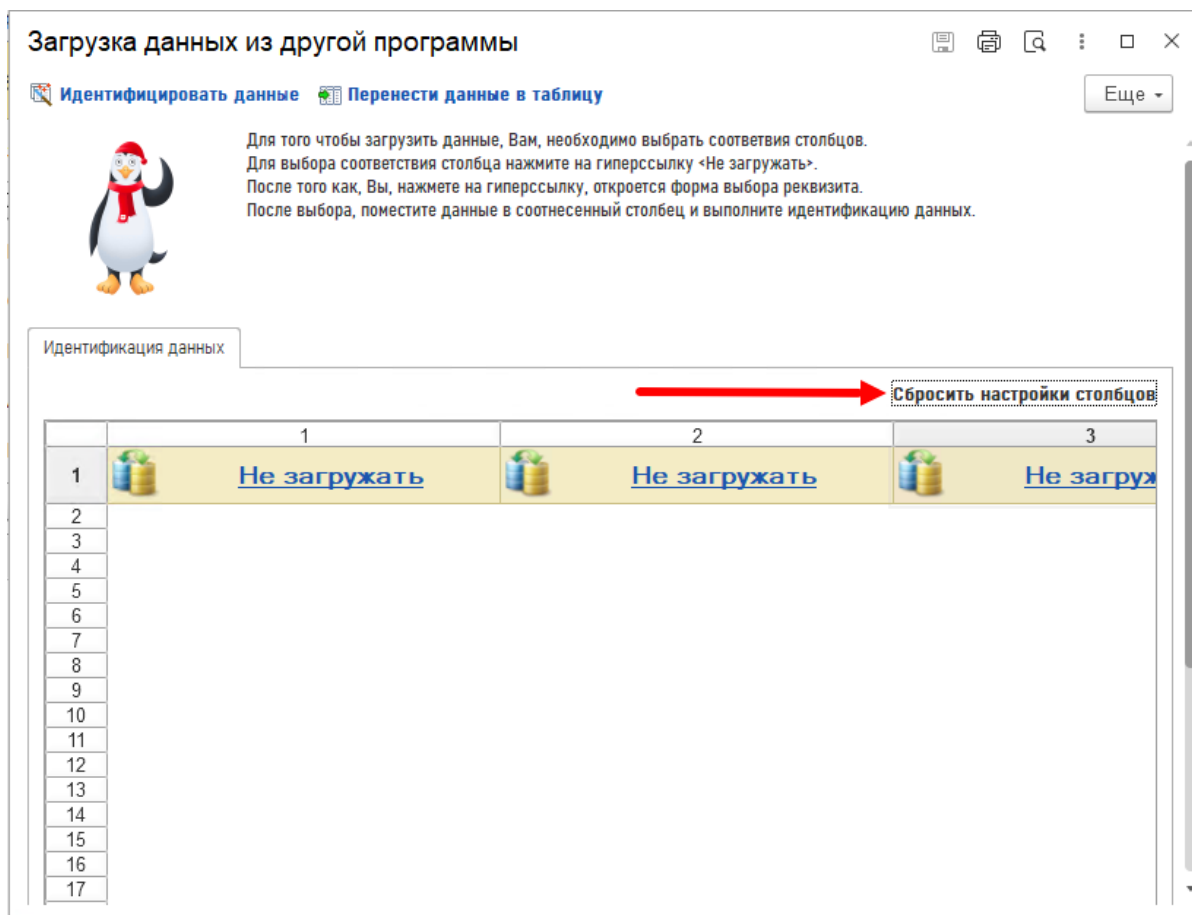 Загрузка данных из другой программы
Идентифицировать данные Перенести данные в таблицу Еще
Для того чтобы загрузить данные, Вам, необходимо выбрать соответвия столбцов.
Для выбора соответствия столбца нажмите на гиперссылку <Не загружать>.
После того как, Вы, нажмете на гиперссылку, откроется форма выбора реквизита.
После выбора, поместите данные в соотнесенный столбец и выполните идентификацию данных.
Идентификация данных
Сбросить настройки столбцов
1 2 3
1 Не загружать Не загружать Не загруж
2
3
4
5
6
7
8
9
10
11
12
13
14
15
16
17